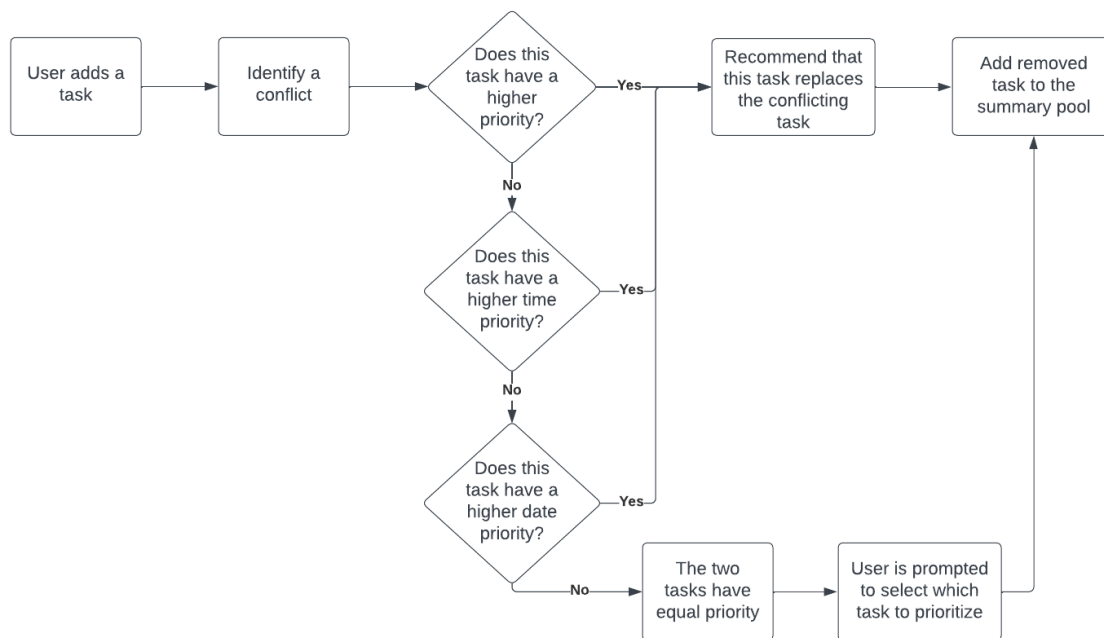 User adds a
task
Identify a
conflict
Does this
task have a
higher
priority?
Yes
Recommend that
this task replaces
the conflicting
task
Add removed
task to the
summary pool
No
Does this
task have a
higher time
priority?
Yes
No
Does this
task have a
higher date
priority?
Yes
No
The two
tasks have
equal priority
User is prompted
to select which
task to prioritize